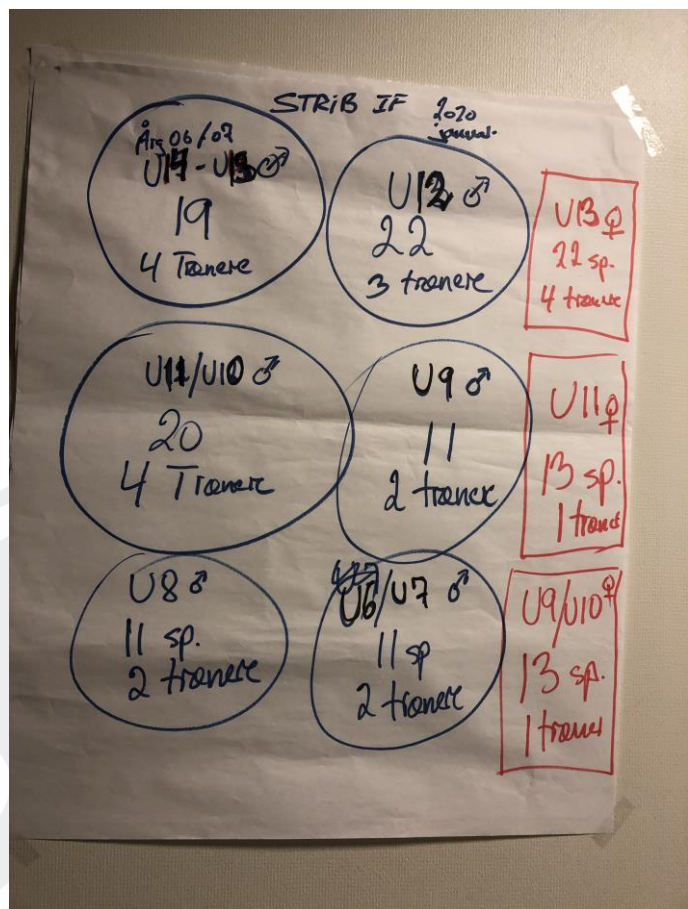 STRiB IF 2020
januar.
Årg 06/07
U14-U13 ♂
19
4 Trænere
U12 ♂
22
3 trænere
U13 ♀
22 sp.
4 trænere
U11/U10 ♂
20
4 Trænere
U9 ♂
11
2 trænere
U11 ♀
13 sp.
1 træner
U8 ♂
11 sp.
2 trænere
U6/U7 ♂
11 sp
2 trænere
U9/U10 ♀
13 sp.
1 træner